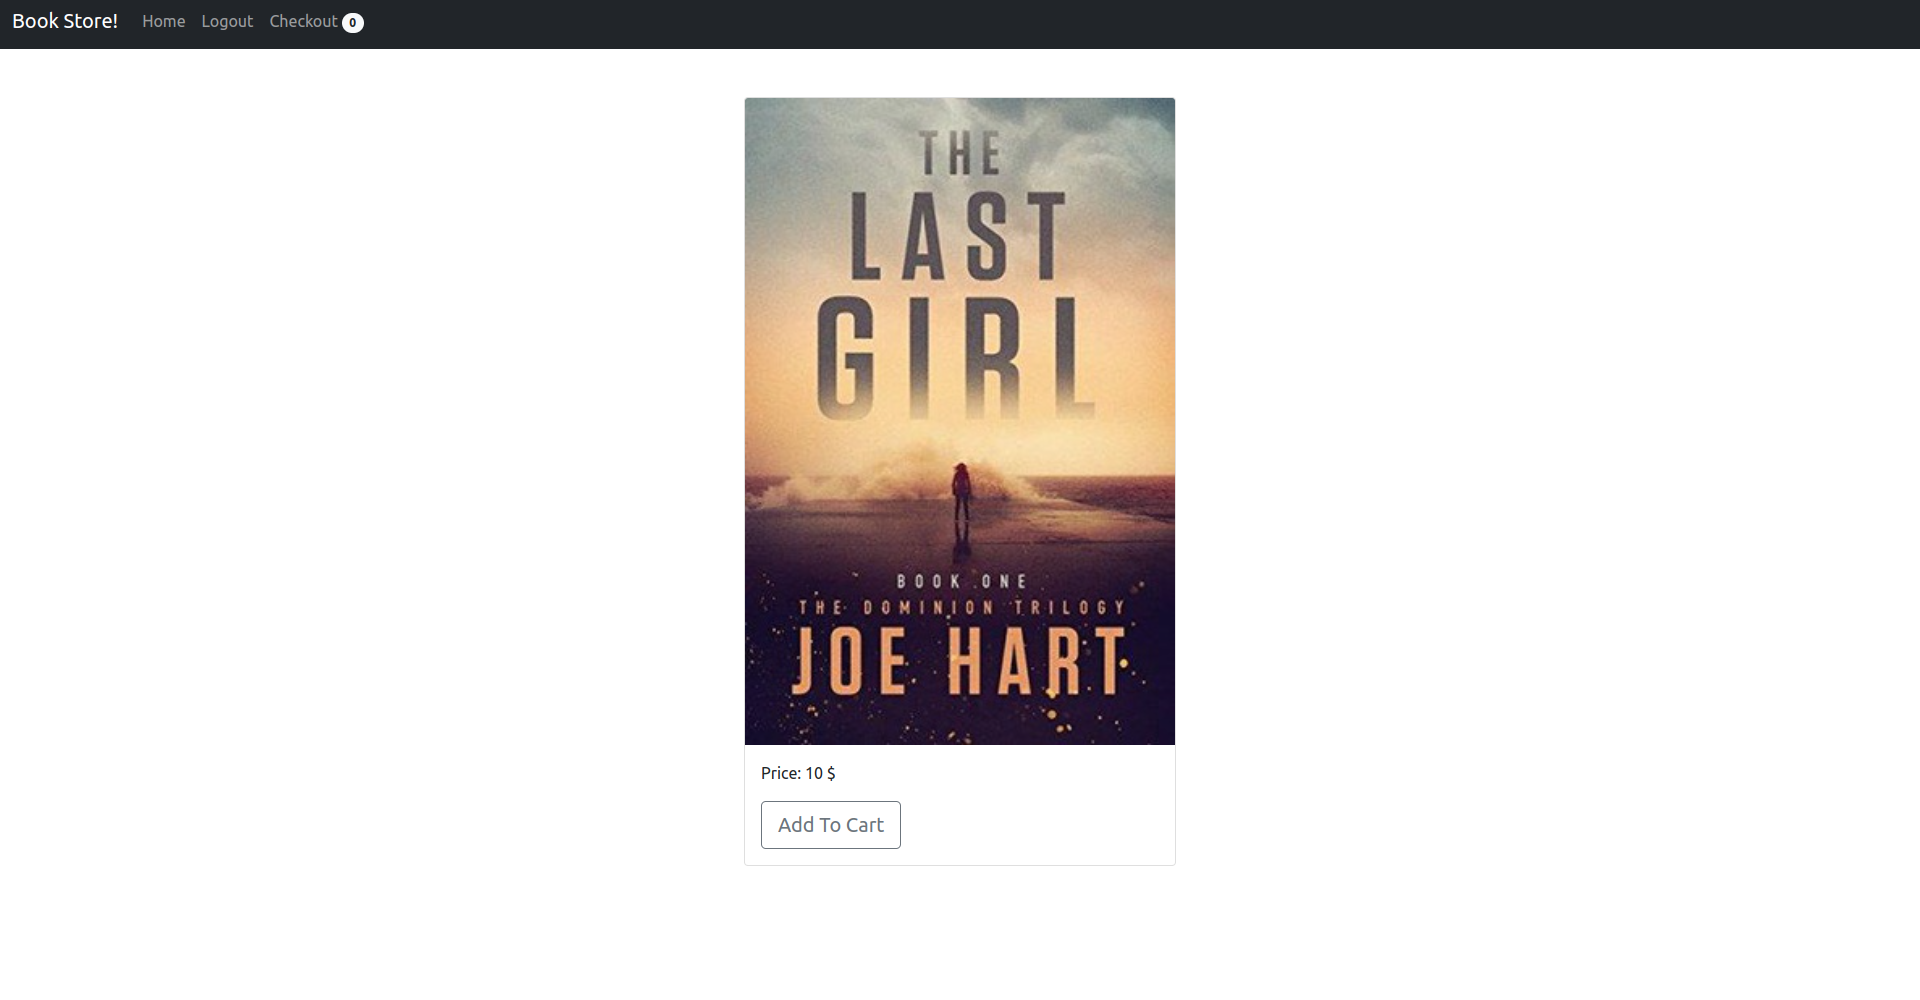 Book Store! Home Logout Checkout 0
THE
LAST
GIRL
BOOK ONE
THE DOMINION TRILOGY
JOE HART
Price: 10 $
Add To Cart